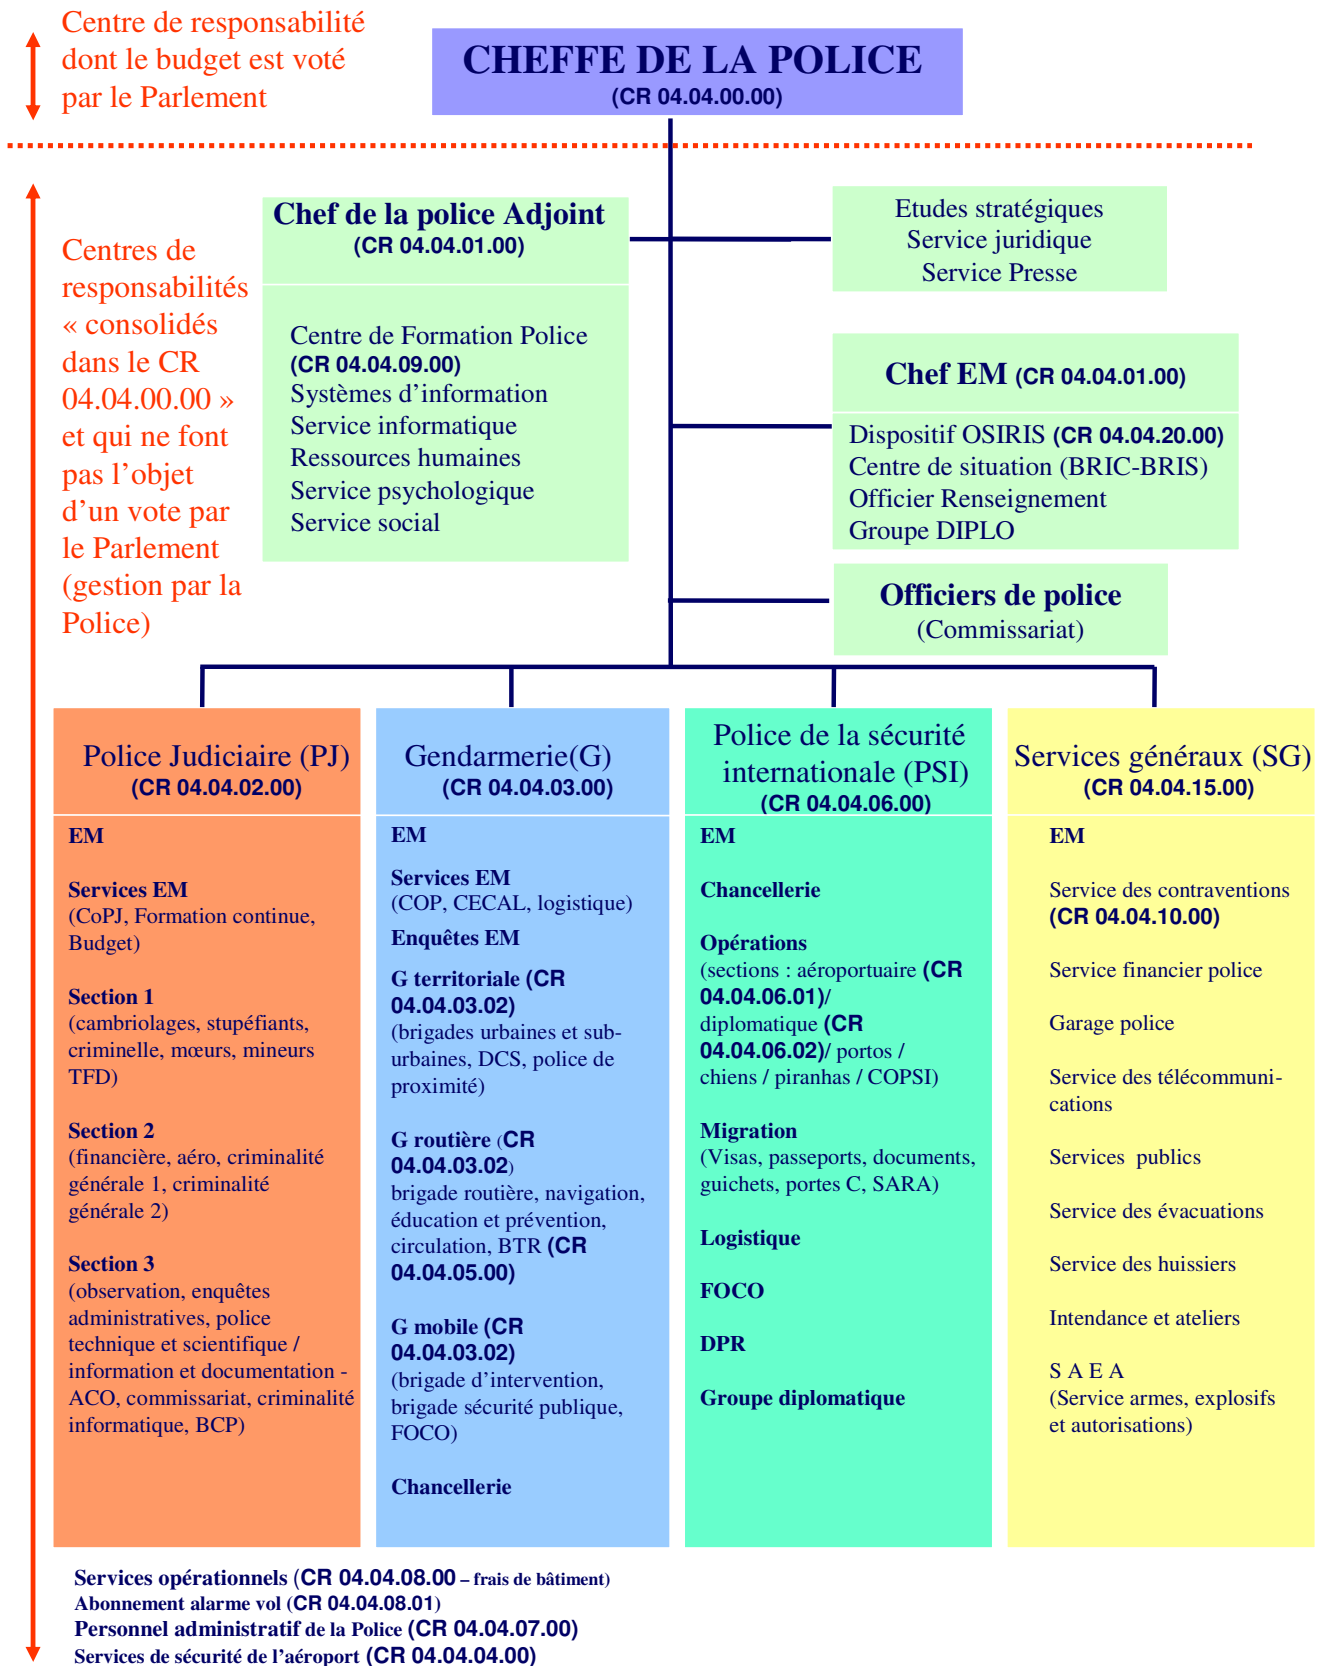 Centre de responsabilité
dont le budget est voté
par le Parlement
CHEFFE DE LA POLICE
(CR 04.04.00.00)
Centres de
responsabilités
« consolidés
dans le CR
04.04.00.00 »
et qui ne font
pas l’objet
d’un vote par
le Parlement
(gestion par la
Police)
Chef de la police Adjoint
(CR 04.04.01.00)
Centre de Formation Police
(CR 04.04.09.00)
Systèmes d’information
Service informatique
Ressources humaines
Service psychologique
Service social
Etudes stratégiques
Service juridique
Service Presse
Chef EM (CR 04.04.01.00)
Dispositif OSIRIS (CR 04.04.20.00)
Centre de situation (BRIC-BRIS)
Officier Renseignement
Groupe DIPLO
Officiers de police
(Commissariat)
Police Judiciaire (PJ)
(CR 04.04.02.00)
EM
Services EM
(CoPJ, Formation continue,
Budget)
Section 1
(cambriolages, stupéfiants,
criminelle, mœurs, mineurs
TFD)
Section 2
(financière, aéro, criminalité
générale 1, criminalité
générale 2)
Section 3
(observation, enquêtes
administratives, police
technique et scientifique /
information et documentation -
ACO, commissariat, criminalité
informatique, BCP)
Gendarmerie(G)
(CR 04.04.03.00)
EM
Services EM
(COP, CECAL, logistique)
Enquêtes EM
G territoriale (CR
04.04.03.02)
(brigades urbaines et sub-
urbaines, DCS, police de
proximité)
G routière (CR
04.04.03.02)
brigade routière, navigation,
éducation et prévention,
circulation, BTR (CR
04.04.05.00)
G mobile (CR
04.04.03.02)
(brigade d’intervention,
brigade sécurité publique,
FOCO)
Chancellerie
Police de la sécurité
internationale (PSI)
(CR 04.04.06.00)
EM
Chancellerie
Opérations
(sections : aéroportuaire (CR
04.04.06.01)/
diplomatique (CR
04.04.06.02)/ portos /
chiens / piranhas / COPSI)
Migration
(Visas, passeports, documents,
guichets, portes C, SARA)
Logistique
FOCO
DPR
Groupe diplomatique
Services généraux (SG)
(CR 04.04.15.00)
EM
Service des contraventions
(CR 04.04.10.00)
Service financier police
Garage police
Service des télécommuni-
cations
Services publics
Service des évacuations
Service des huissiers
Intendance et ateliers
S A E A
(Service armes, explosifs
et autorisations)
Services opérationnels (CR 04.04.08.00 – frais de bâtiment)
Abonnement alarme vol (CR 04.04.08.01)
Personnel administratif de la Police (CR 04.04.07.00)
Services de sécurité de l’aéroport (CR 04.04.04.00)